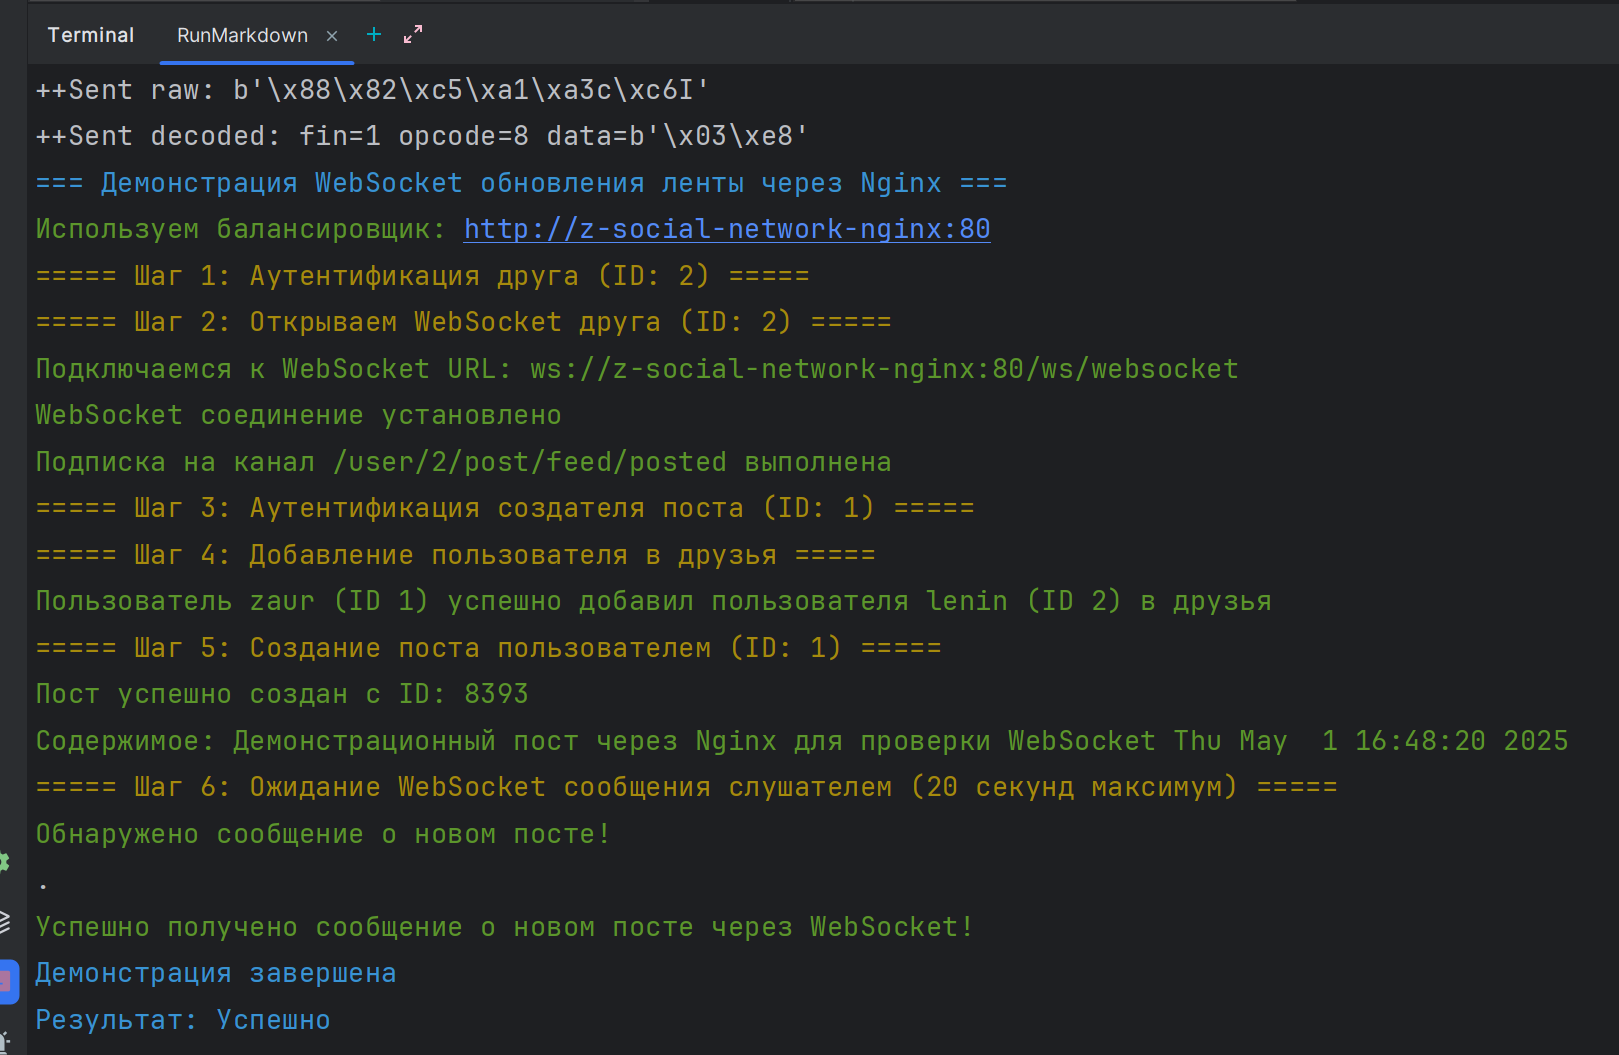 Terminal RunMarkdown × +
++Sent raw: b'\x88\x82\xc5\xa1\xa3c\xc6I'
++Sent decoded: fin=1 opcode=8 data=b'\x03\xe8'
=== Демонстрация WebSocket обновления ленты через Nginx ===
Используем балансировщик: http://z-social-network-nginx:80
===== Шаг 1: Аутентификация друга (ID: 2) =====
===== Шаг 2: Открываем WebSocket друга (ID: 2) =====
Подключаемся к WebSocket URL: ws://z-social-network-nginx:80/ws/websocket
WebSocket соединение установлено
Подписка на канал /user/2/post/feed/posted выполнена
===== Шаг 3: Аутентификация создателя поста (ID: 1) =====
===== Шаг 4: Добавление пользователя в друзья =====
Пользователь zaur (ID 1) успешно добавил пользователя lenin (ID 2) в друзья
===== Шаг 5: Создание поста пользователем (ID: 1) =====
Пост успешно создан с ID: 8393
Содержимое: Демонстрационный пост через Nginx для проверки WebSocket Thu May  1 16:48:20 2025
===== Шаг 6: Ожидание WebSocket сообщения слушателем (20 секунд максимум) =====
Обнаружено сообщение о новом посте!
.
Успешно получено сообщение о новом посте через WebSocket!
Демонстрация завершена
Результат: Успешно